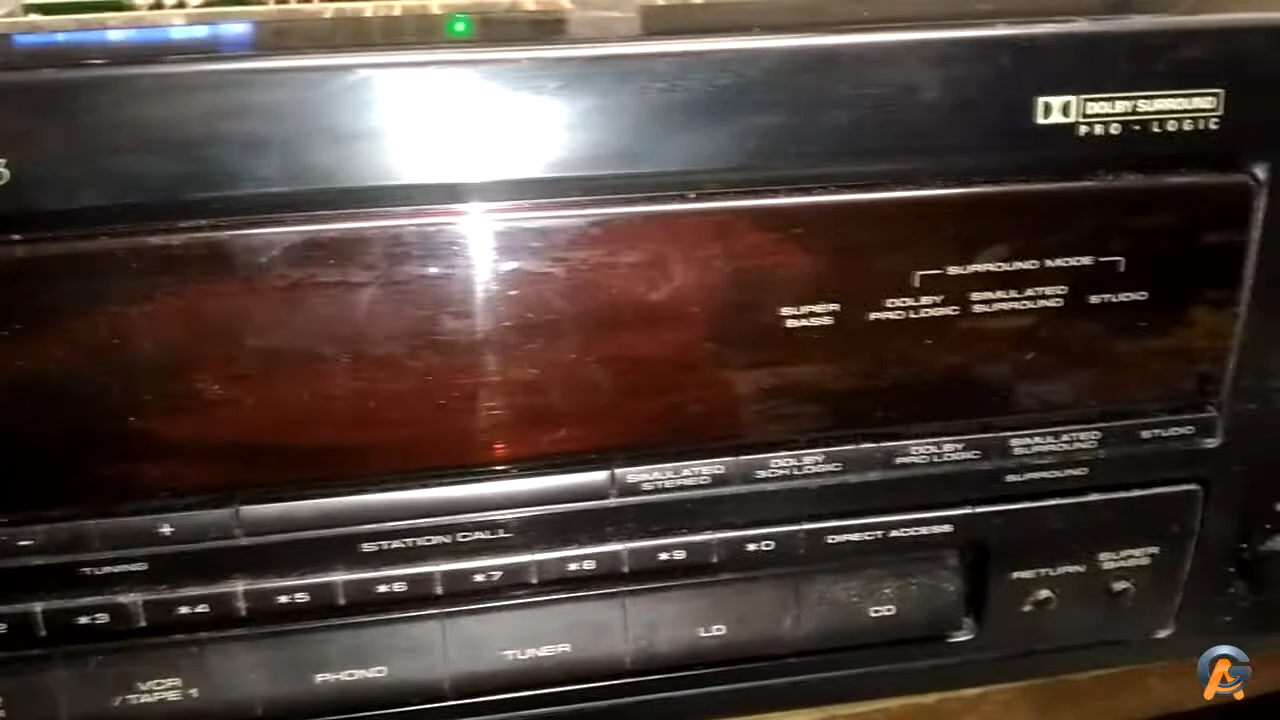 3
DOLBY SURROUND
PRO - LOGIC
SURROUND MODE
SUPER
BASS
DOLBY
PRO LOGIC
SIMULATED
SURROUND
STUDIO
SIMULATED
STEREO
DOLBY
3CH LOGIC
DOLBY
PRO LOGIC
SIMULATED
SURROUND
STUDIO
SURROUND
- +
TUNING
STATION CALL
DIRECT ACCESS
2 *3 *4 *5 *6 *7 *8 *9 *0
RETURN
SUPER
BASS
VCR
/TAPE 1
PHONO
TUNER
LD
CD